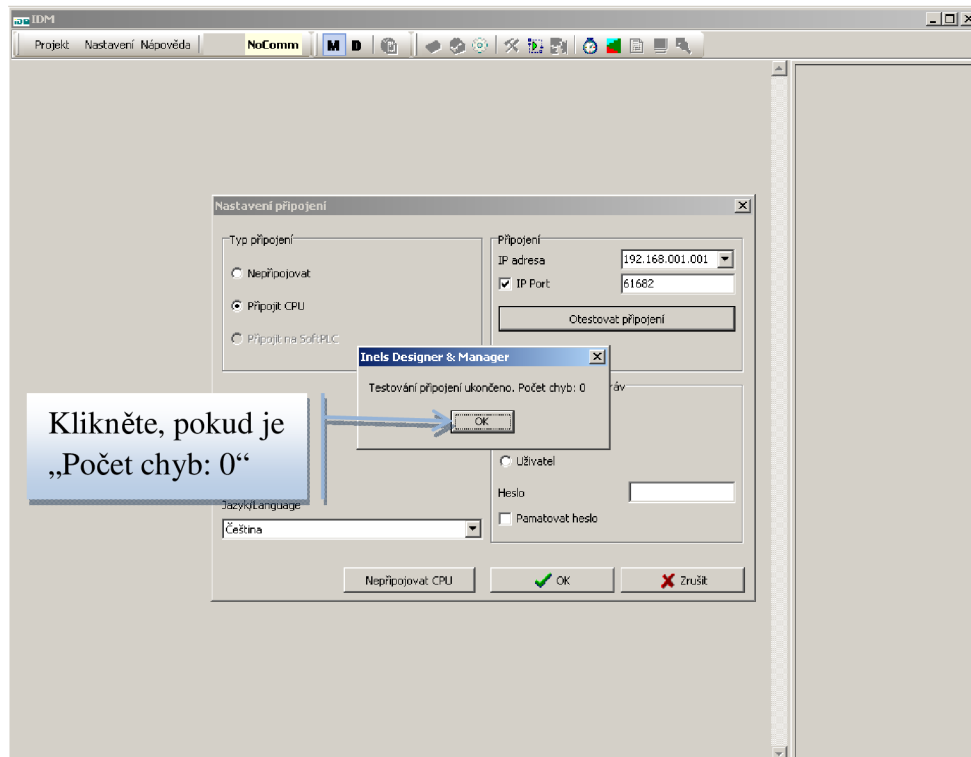 IDM
Projekt Nastavení Nápověda NoComm M D
Nastavení připojení
Typ připojení
Nepřipojovat
Připojit CPU
Připojit na SoftPLC
Připojení
IP adresa 192.168.001.001
IP Port 61682
Otestovat připojení
Inels Designer & Manager
Testování připojení ukončeno. Počet chyb: 0
OK
Klikněte, pokud je
„Počet chyb: 0“
Uživatel
Heslo
Pamatovat heslo
Jazyk/Language
Čeština
Nepřipojovat CPU OK Zrušit